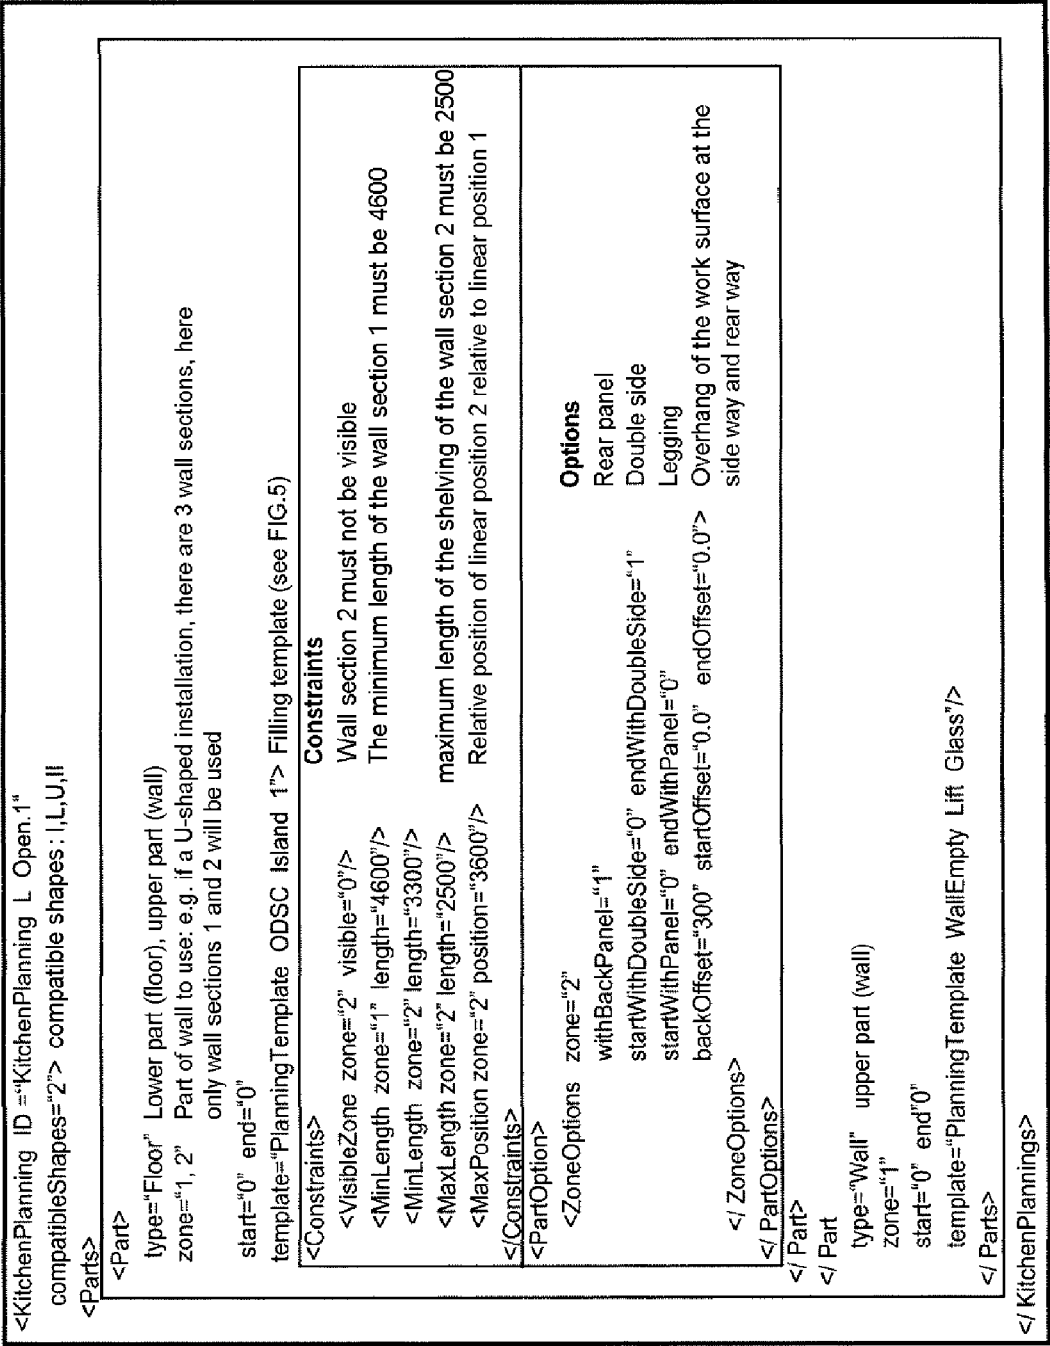 <KitchenPlanning ID ="KitchenPlanning L Open.1"
compatibleShapes="2"> compatible shapes : I,L,U,II
<Parts>
<Part>
type="Floor" Lower part (floor), upper part (wall)
zone="1, 2" Part of wall to use: e.g. if a U-shaped installation, there are 3 wall sections, here
only wall sections 1 and 2 will be used
start="0" end="0"
template="PlanningTemplate ODSC Island 1"> Filling template (see FIG.5)
<Constraints> Constraints
<VisibleZone zone="2" visible="0"/> Wall section 2 must not be visible
<MinLength zone="1" length="4600"/> The minimum length of the wall section 1 must be 4600
<MinLength zone="2" length="3300"/>
<MaxLength zone="2" length="2500"/> maximum length of the shelving of the wall section 2 must be 2500
<MaxPosition zone="2" position="3600"/> Relative position of linear position 2 relative to linear position 1
</Constraints>
<PartOption>
<ZoneOptions zone="2" Options
withBackPanel="1" Rear panel
startWithDoubleSide="0" endWithDoubleSide="1" Double side
startWithPanel="0" endWithPanel="0" Legging
backOffset="300" startOffset="0.0" endOffset="0.0"> Overhang of the work surface at the
side way and rear way
</ ZoneOptions>
</ PartOptions>
</ Part>
</ Part
type="Wall" upper part (wall)
zone="1"
start="0" end"0"
template="PlanningTemplate WallEmpty Lift Glass"/>
</ Parts>
</ KitchenPlannings>